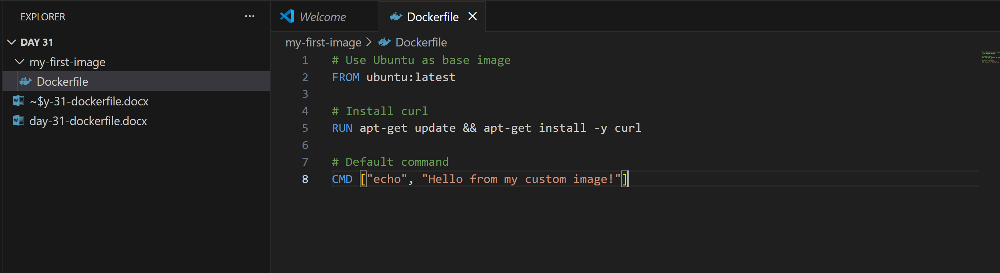 EXPLORER
···
DAY 31
my-first-image
Dockerfile
~$y-31-dockerfile.docx
day-31-dockerfile.docx
Welcome
Dockerfile
my-first-image > Dockerfile
1 # Use Ubuntu as base image
2 FROM ubuntu:latest
3
4 # Install curl
5 RUN apt-get update && apt-get install -y curl
6
7 # Default command
8 CMD ["echo", "Hello from my custom image!"]